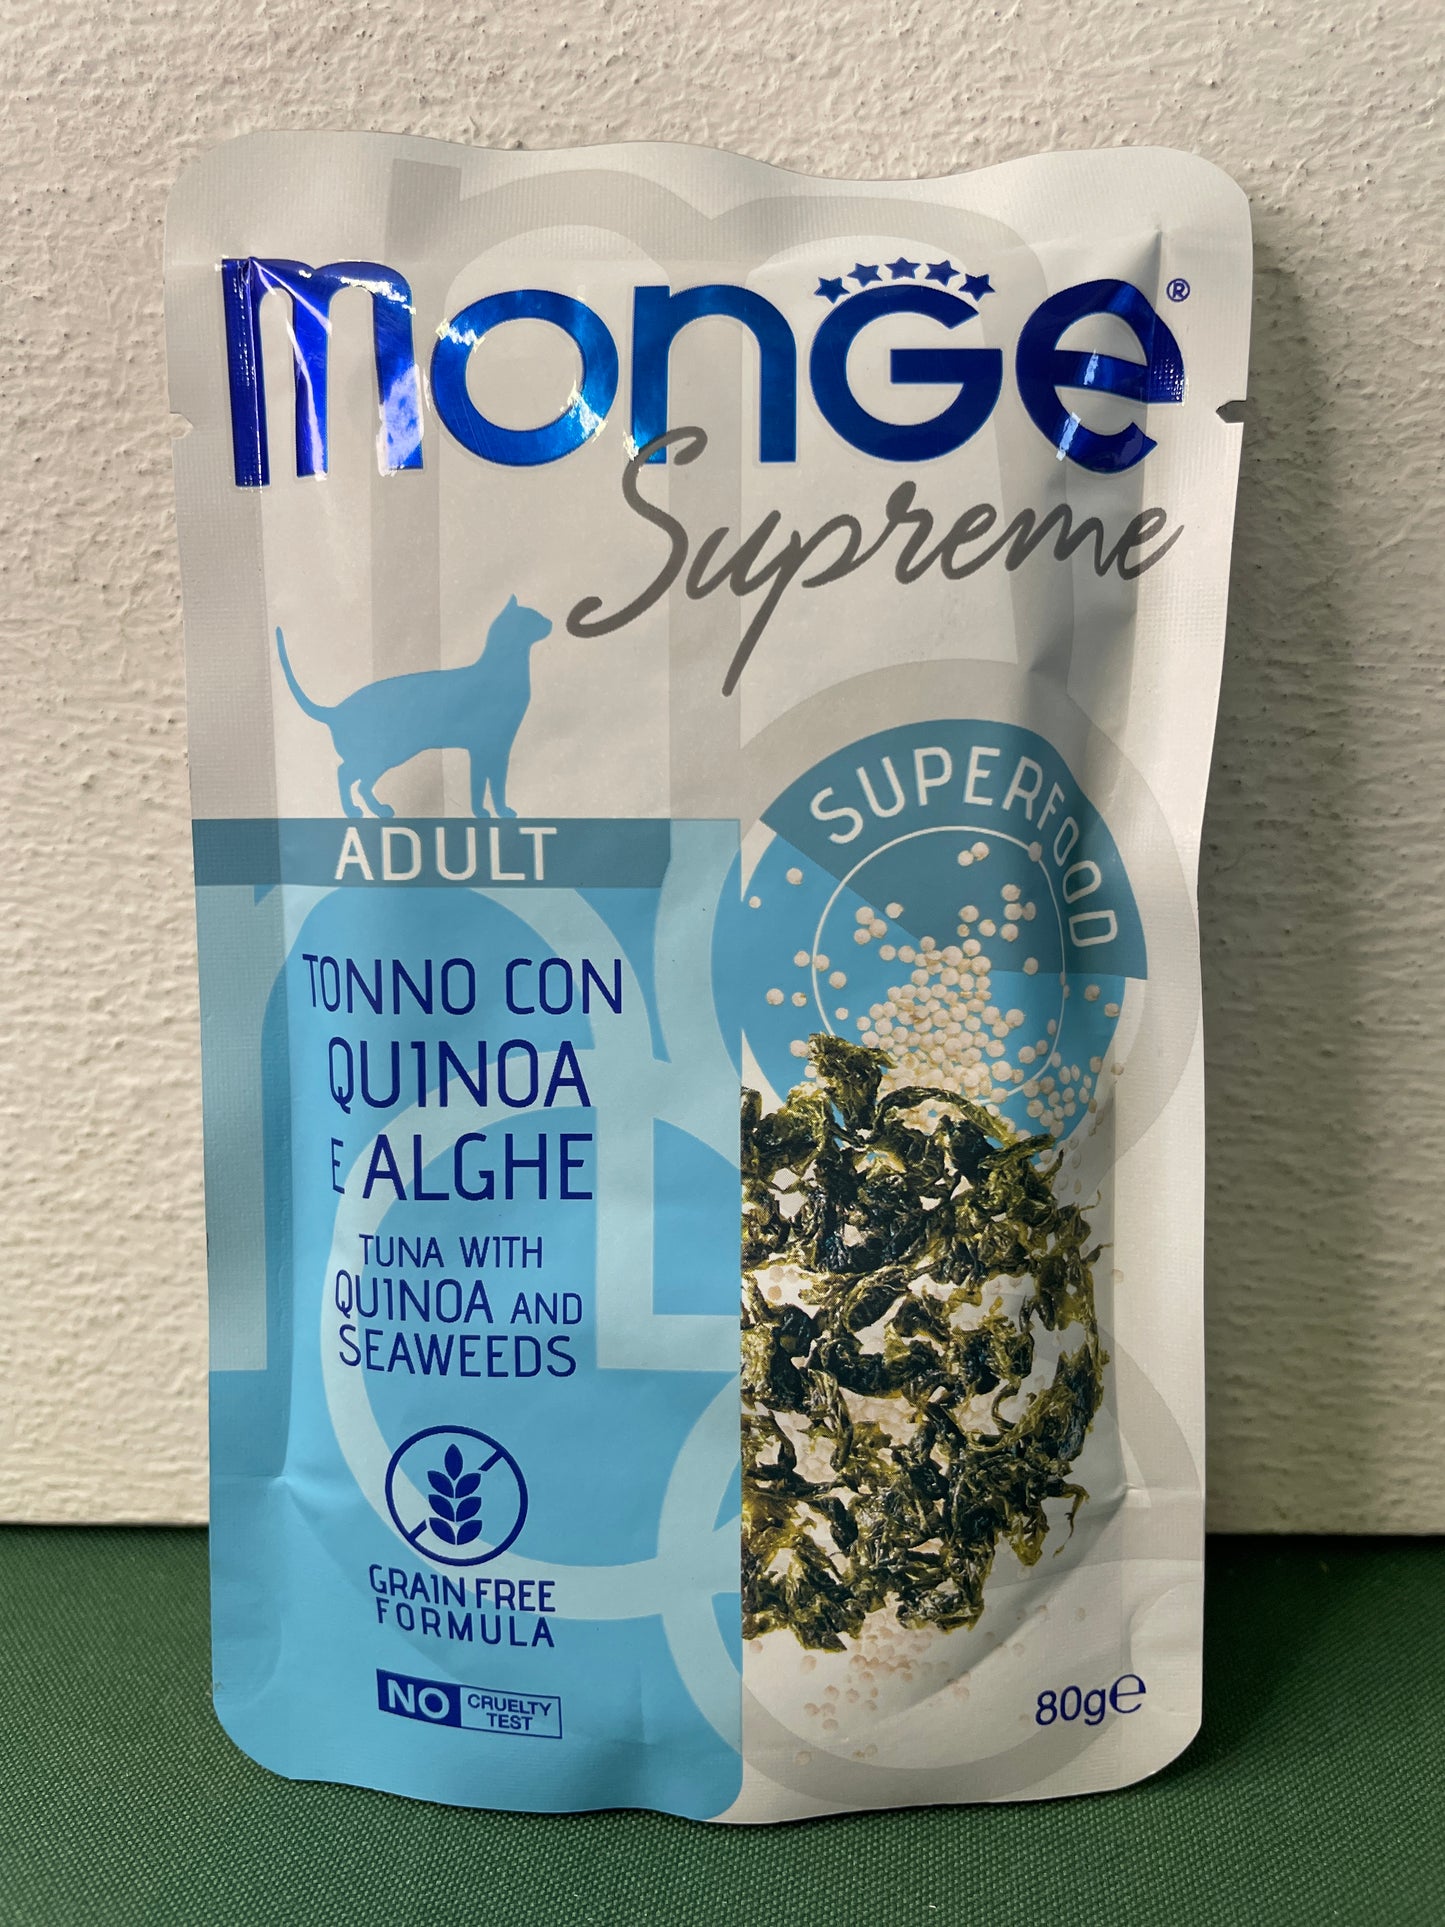 monGe®
Supreme
ADULT
SUPERFOOD
TONNO CON
QUINOA
E ALGHE
TUNA WITH
QUINOA AND
SEAWEEDS
GRAIN FREE
FORMULA
NO CRUELTY
TEST
80g℮